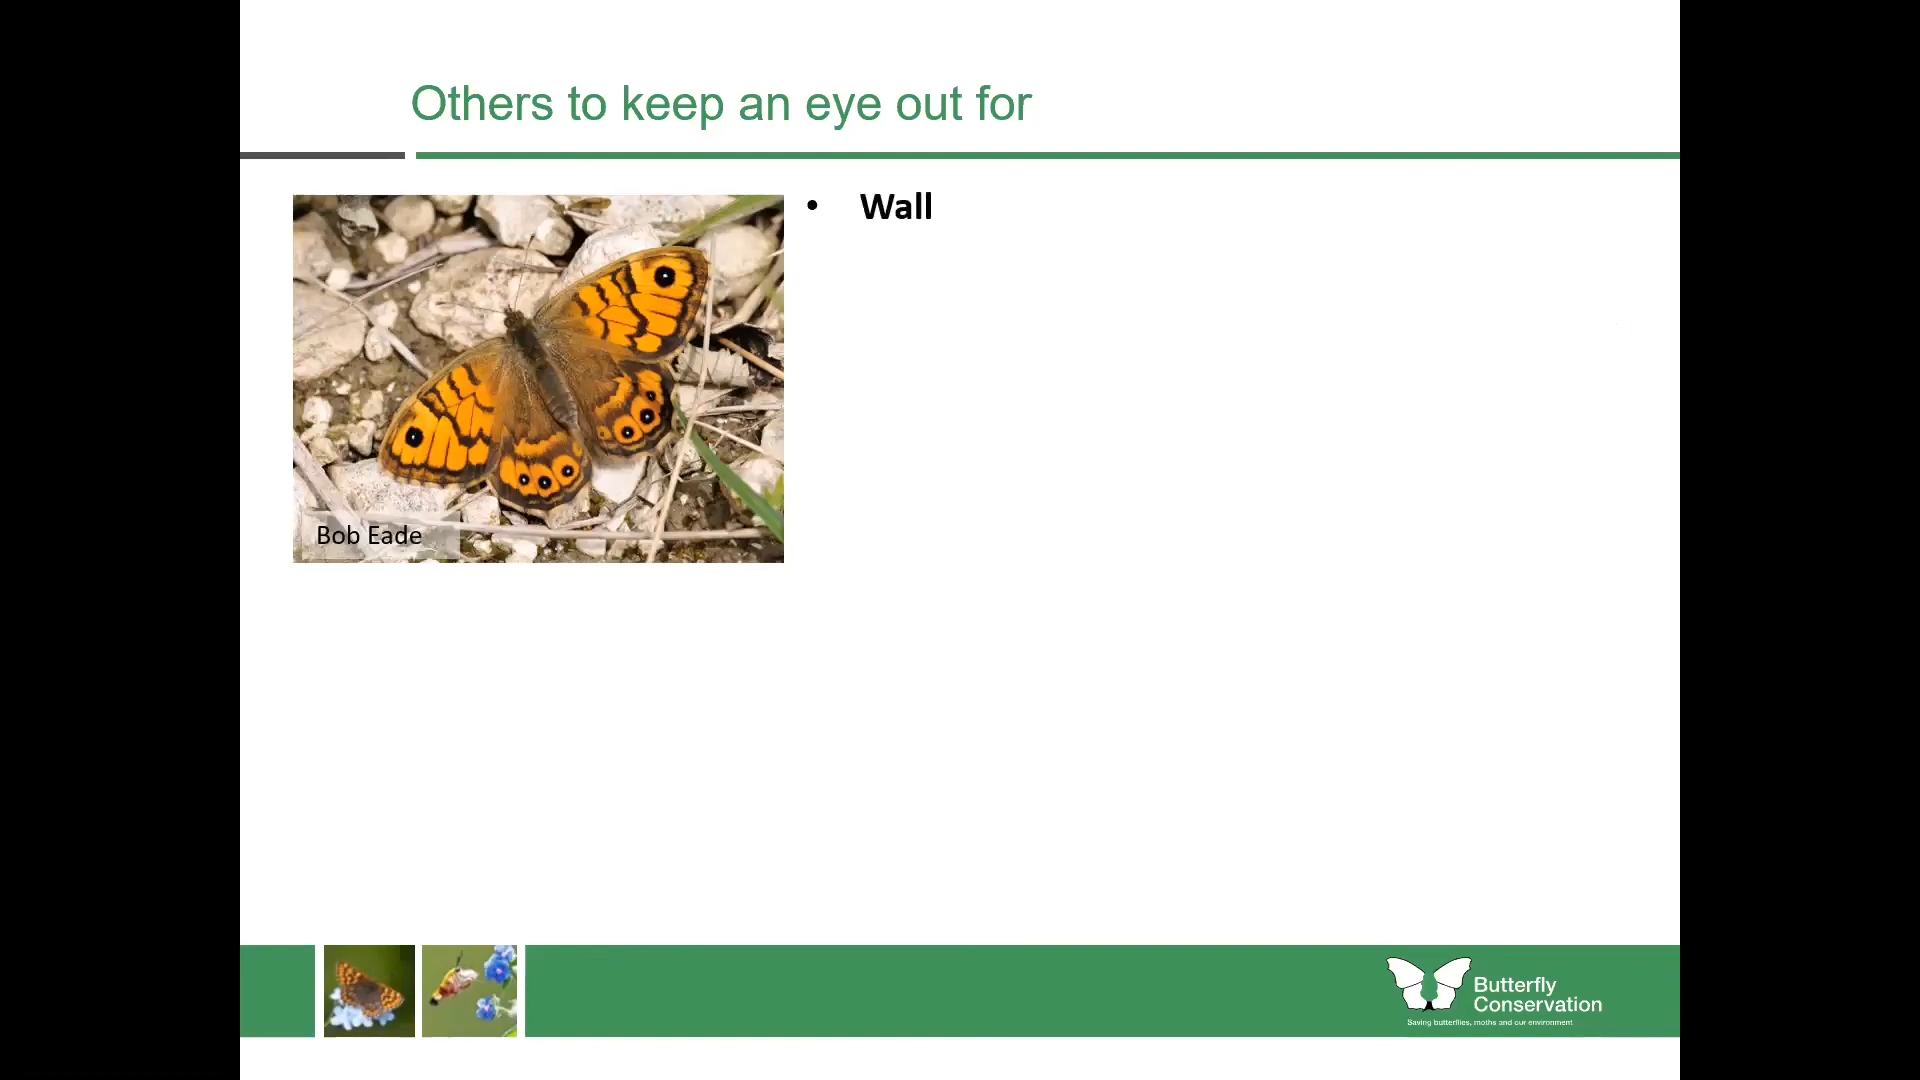 Others to keep an eye out for
• Wall
Bob Eade
Butterfly
Conservation
Saving butterflies, moths and our environment